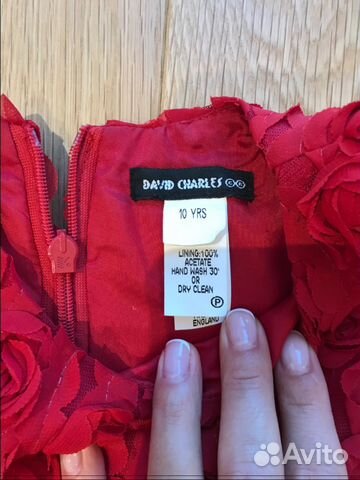 DAVID CHARLES
10 YRS
LINING:100%
ACETATE
HAND WASH 30°
OR
DRY CLEAN
P
ENGLAND
Avito